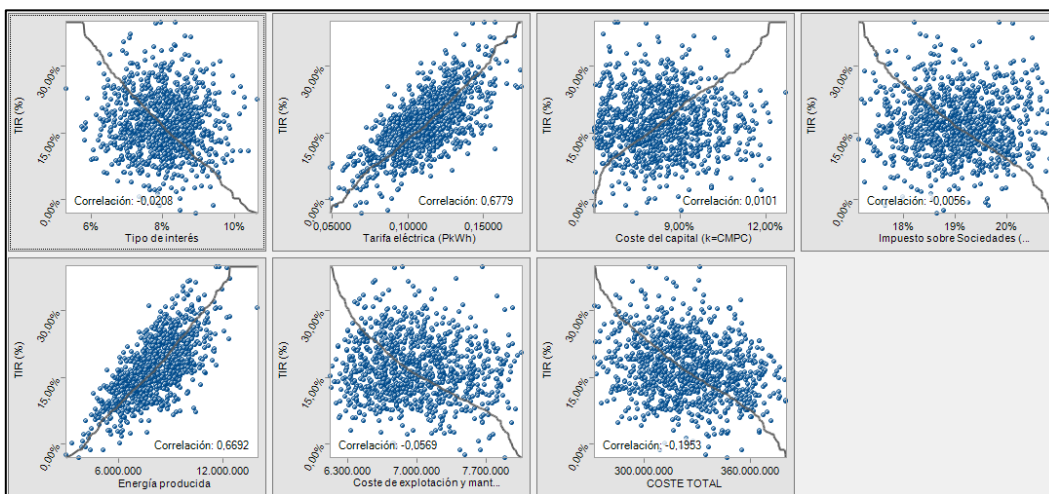 TIR (%)
30,00%
15,00%
0,00%
Correlación: -0,0208
6%
8%
10%
Tipo de interés
TIR (%)
30,00%
15,00%
0,00%
Correlación: 0,6779
0,05000
0,10000
0,15000
Tarifa eléctrica (PkWh)
TIR (%)
30,00%
15,00%
0,00%
Correlación: 0,0101
9,00%
12,00%
Coste del capital (k=CMPC)
TIR (%)
30,00%
15,00%
0,00%
Correlación: -0,0056
18%
19%
20%
Impuesto sobre Sociedades (...
TIR (%)
30,00%
15,00%
0,00%
Correlación: 0,6692
6.000.000
12.000.000
Energía producida
TIR (%)
30,00%
15,00%
0,00%
Correlación: -0,0569
6.300.000
7.000.000
7.700.000
Coste de explotación y mant...
TIR (%)
30,00%
15,00%
0,00%
Correlación: -0,1953
300.000.000
360.000.000
COSTE TOTAL